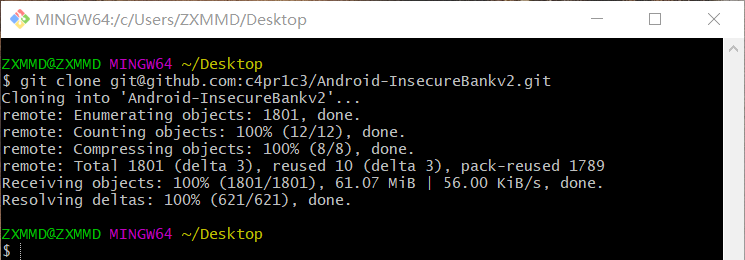 MINGW64:/c/Users/ZXMMD/Desktop
ZXMMD@ZXMMD MINGW64 ~/Desktop
$ git clone git@github.com:c4pr1c3/Android-InsecureBankv2.git
Cloning into 'Android-InsecureBankv2'...
remote: Enumerating objects: 1801, done.
remote: Counting objects: 100% (12/12), done.
remote: Compressing objects: 100% (8/8), done.
remote: Total 1801 (delta 3), reused 10 (delta 3), pack-reused 1789
Receiving objects: 100% (1801/1801), 61.07 MiB | 56.00 KiB/s, done.
Resolving deltas: 100% (621/621), done.
ZXMMD@ZXMMD MINGW64 ~/Desktop
$